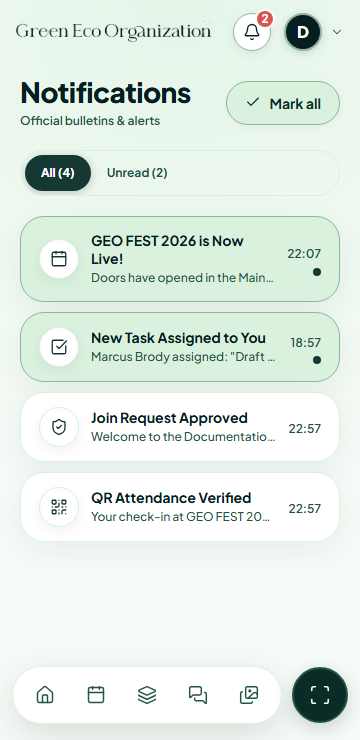 Green Eco Organization
2
D
Notifications
Official bulletins & alerts
Mark all
All (4)
Unread (2)
GEO FEST 2026 is Now
Live!
Doors have opened in the Main...
22:07
New Task Assigned to You
Marcus Brody assigned: "Draft ...
18:57
Join Request Approved
Welcome to the Documentatio...
22:57
QR Attendance Verified
Your check-in at GEO FEST 20...
22:57